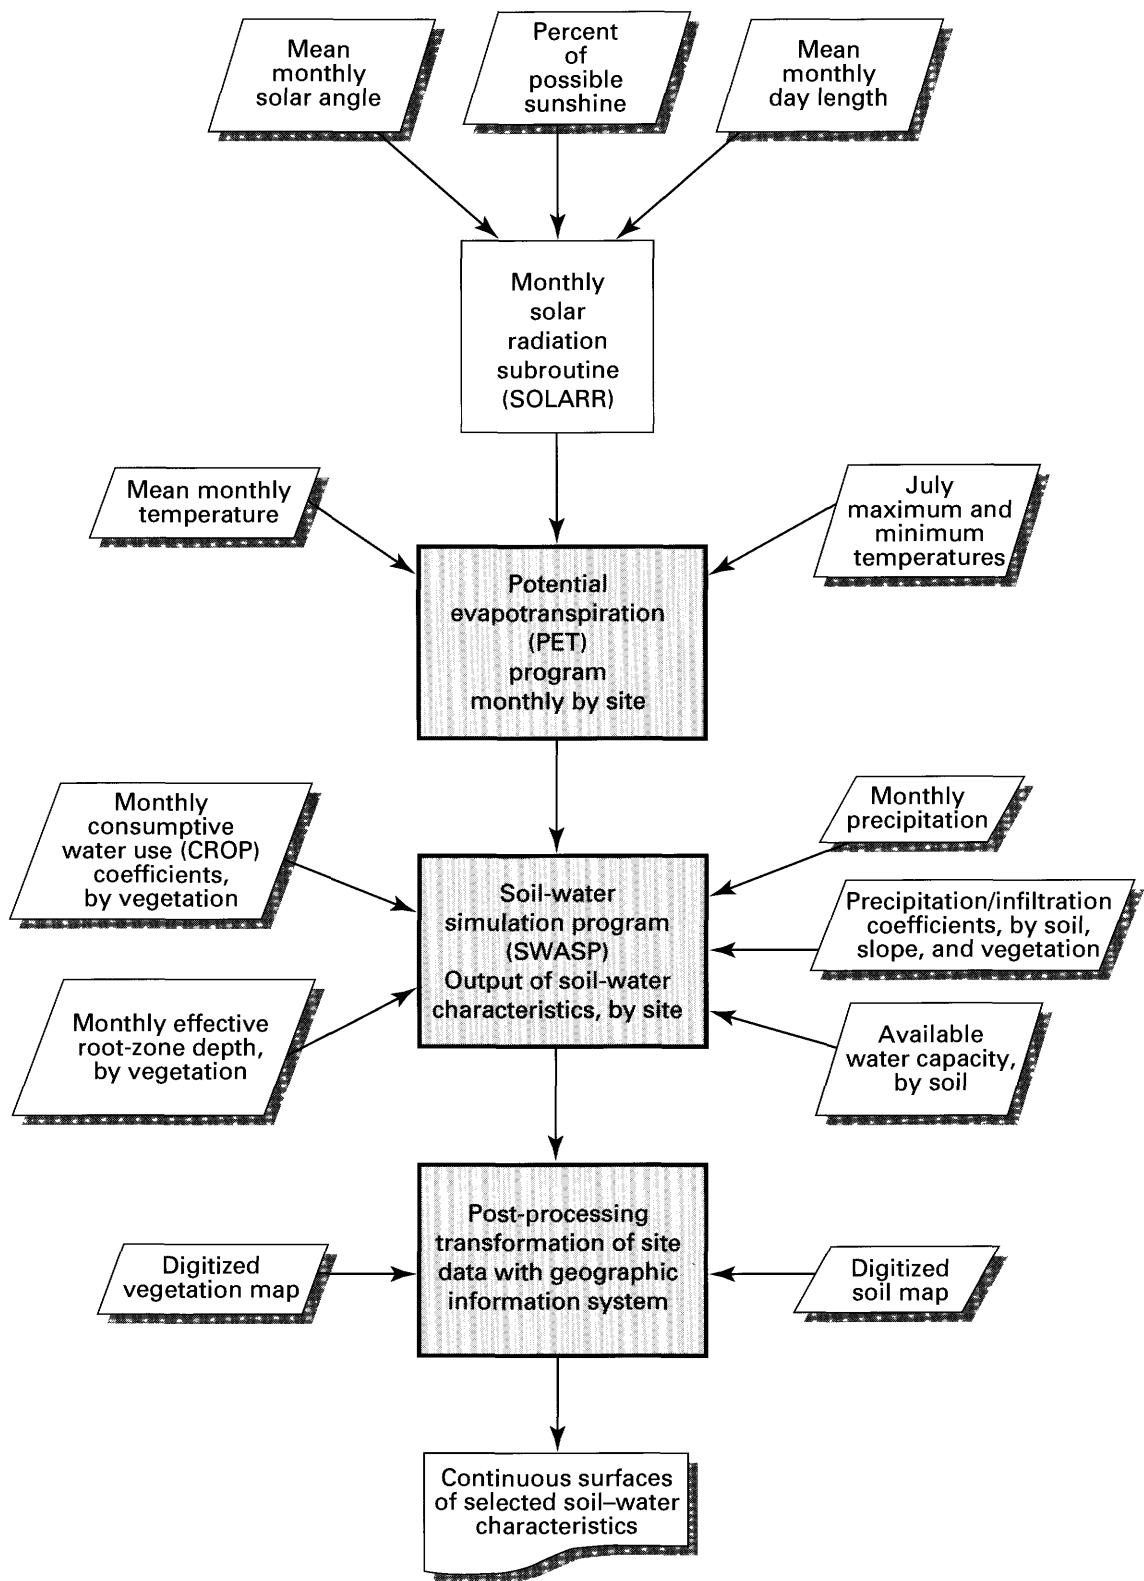 Mean
monthly
solar angle
Percent
of
possible
sunshine
Mean
monthly
day length
Monthly
solar
radiation
subroutine
(SOLARR)
Mean monthly
temperature
July
maximum and
minimum
temperatures
Potential
evapotranspiration
(PET)
program
monthly by site
Monthly
consumptive
water use (CROP)
coefficients,
by vegetation
Monthly
precipitation
Soil-water
simulation program
(SWASP)
Output of soil-water
characteristics, by site
Precipitation/infiltration
coefficients, by soil,
slope, and vegetation
Monthly effective
root-zone depth,
by vegetation
Available
water capacity,
by soil
Post-processing
transformation of site
data with geographic
information system
Digitized
vegetation map
Digitized
soil map
Continuous surfaces
of selected soil–water
characteristics